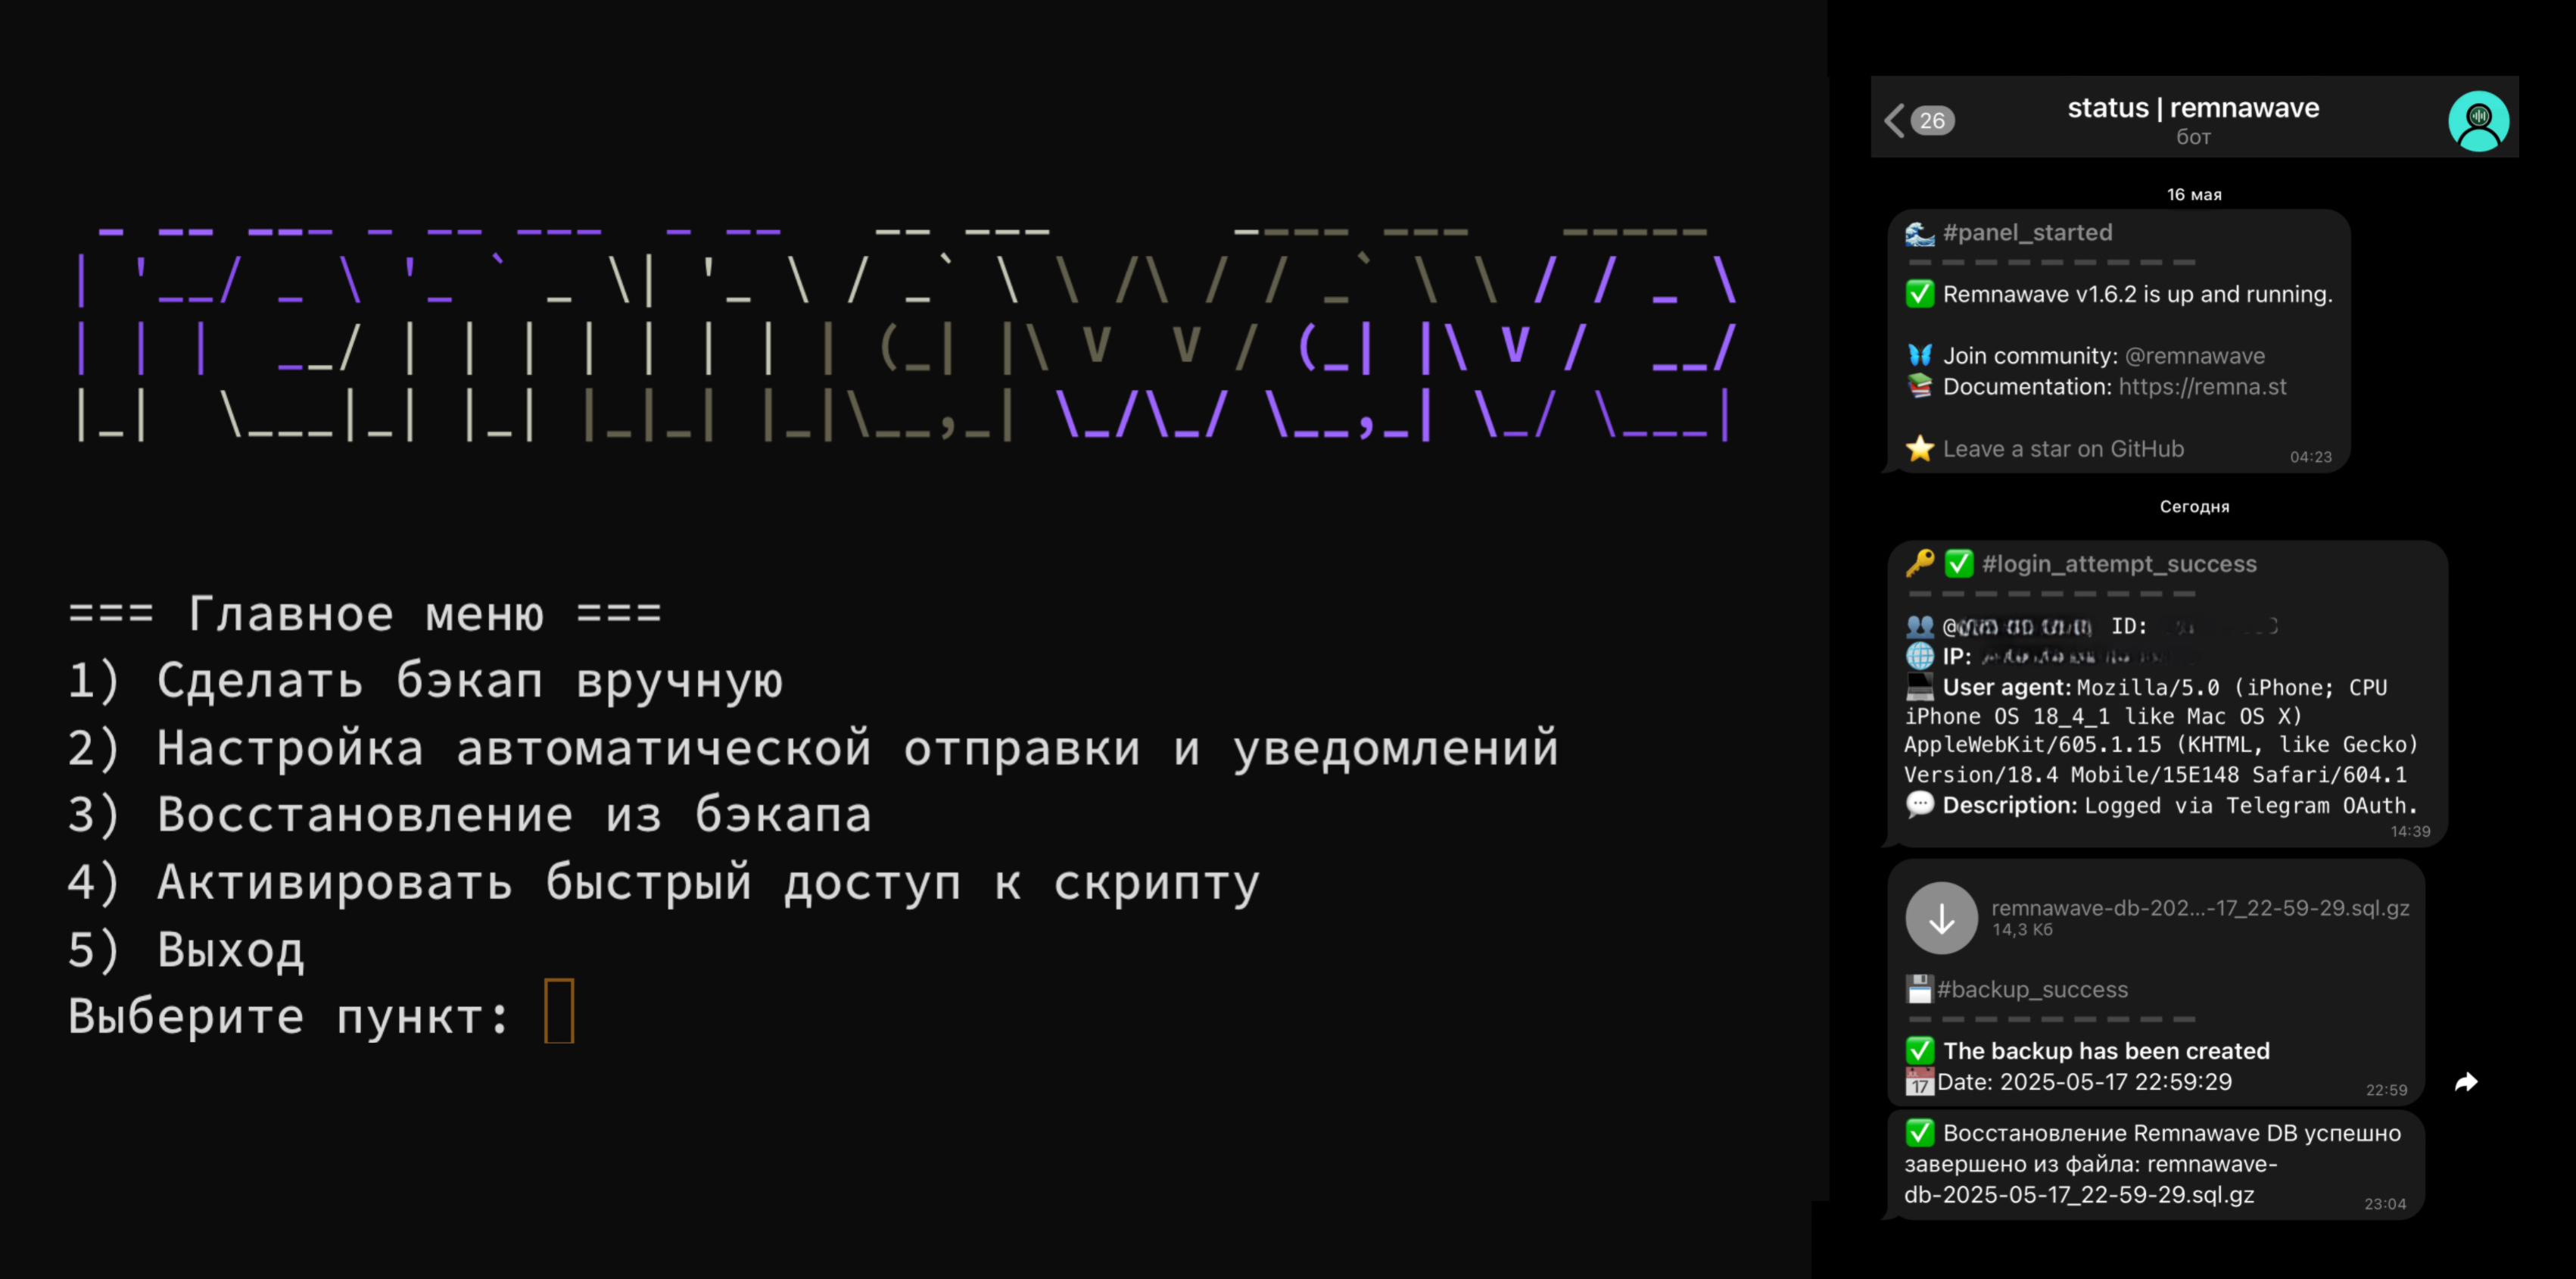 remnawave
=== Главное меню ===
1) Сделать бэкап вручную
2) Настройка автоматической отправки и уведомлений
3) Восстановление из бэкапа
4) Активировать быстрый доступ к скрипту
5) Выход
Выберите пункт:
26
status | remnawave
бот
16 мая
#panel_started
Remnawave v1.6.2 is up and running.
Join community: @remnawave
Documentation: https://remna.st
Leave a star on GitHub
04:23
Сегодня
#login_attempt_success
@ ID:
IP:
User agent: Mozilla/5.0 (iPhone; CPU
iPhone OS 18_4_1 like Mac OS X)
AppleWebKit/605.1.15 (KHTML, like Gecko)
Version/18.4 Mobile/15E148 Safari/604.1
Description: Logged via Telegram OAuth.
14:39
remnawave-db-202...-17_22-59-29.sql.gz
14,3 Кб
#backup_success
The backup has been created
17
Date: 2025-05-17 22:59:29
22:59
Восстановление Remnawave DB успешно
завершено из файла: remnawave-
db-2025-05-17_22-59-29.sql.gz
23:04